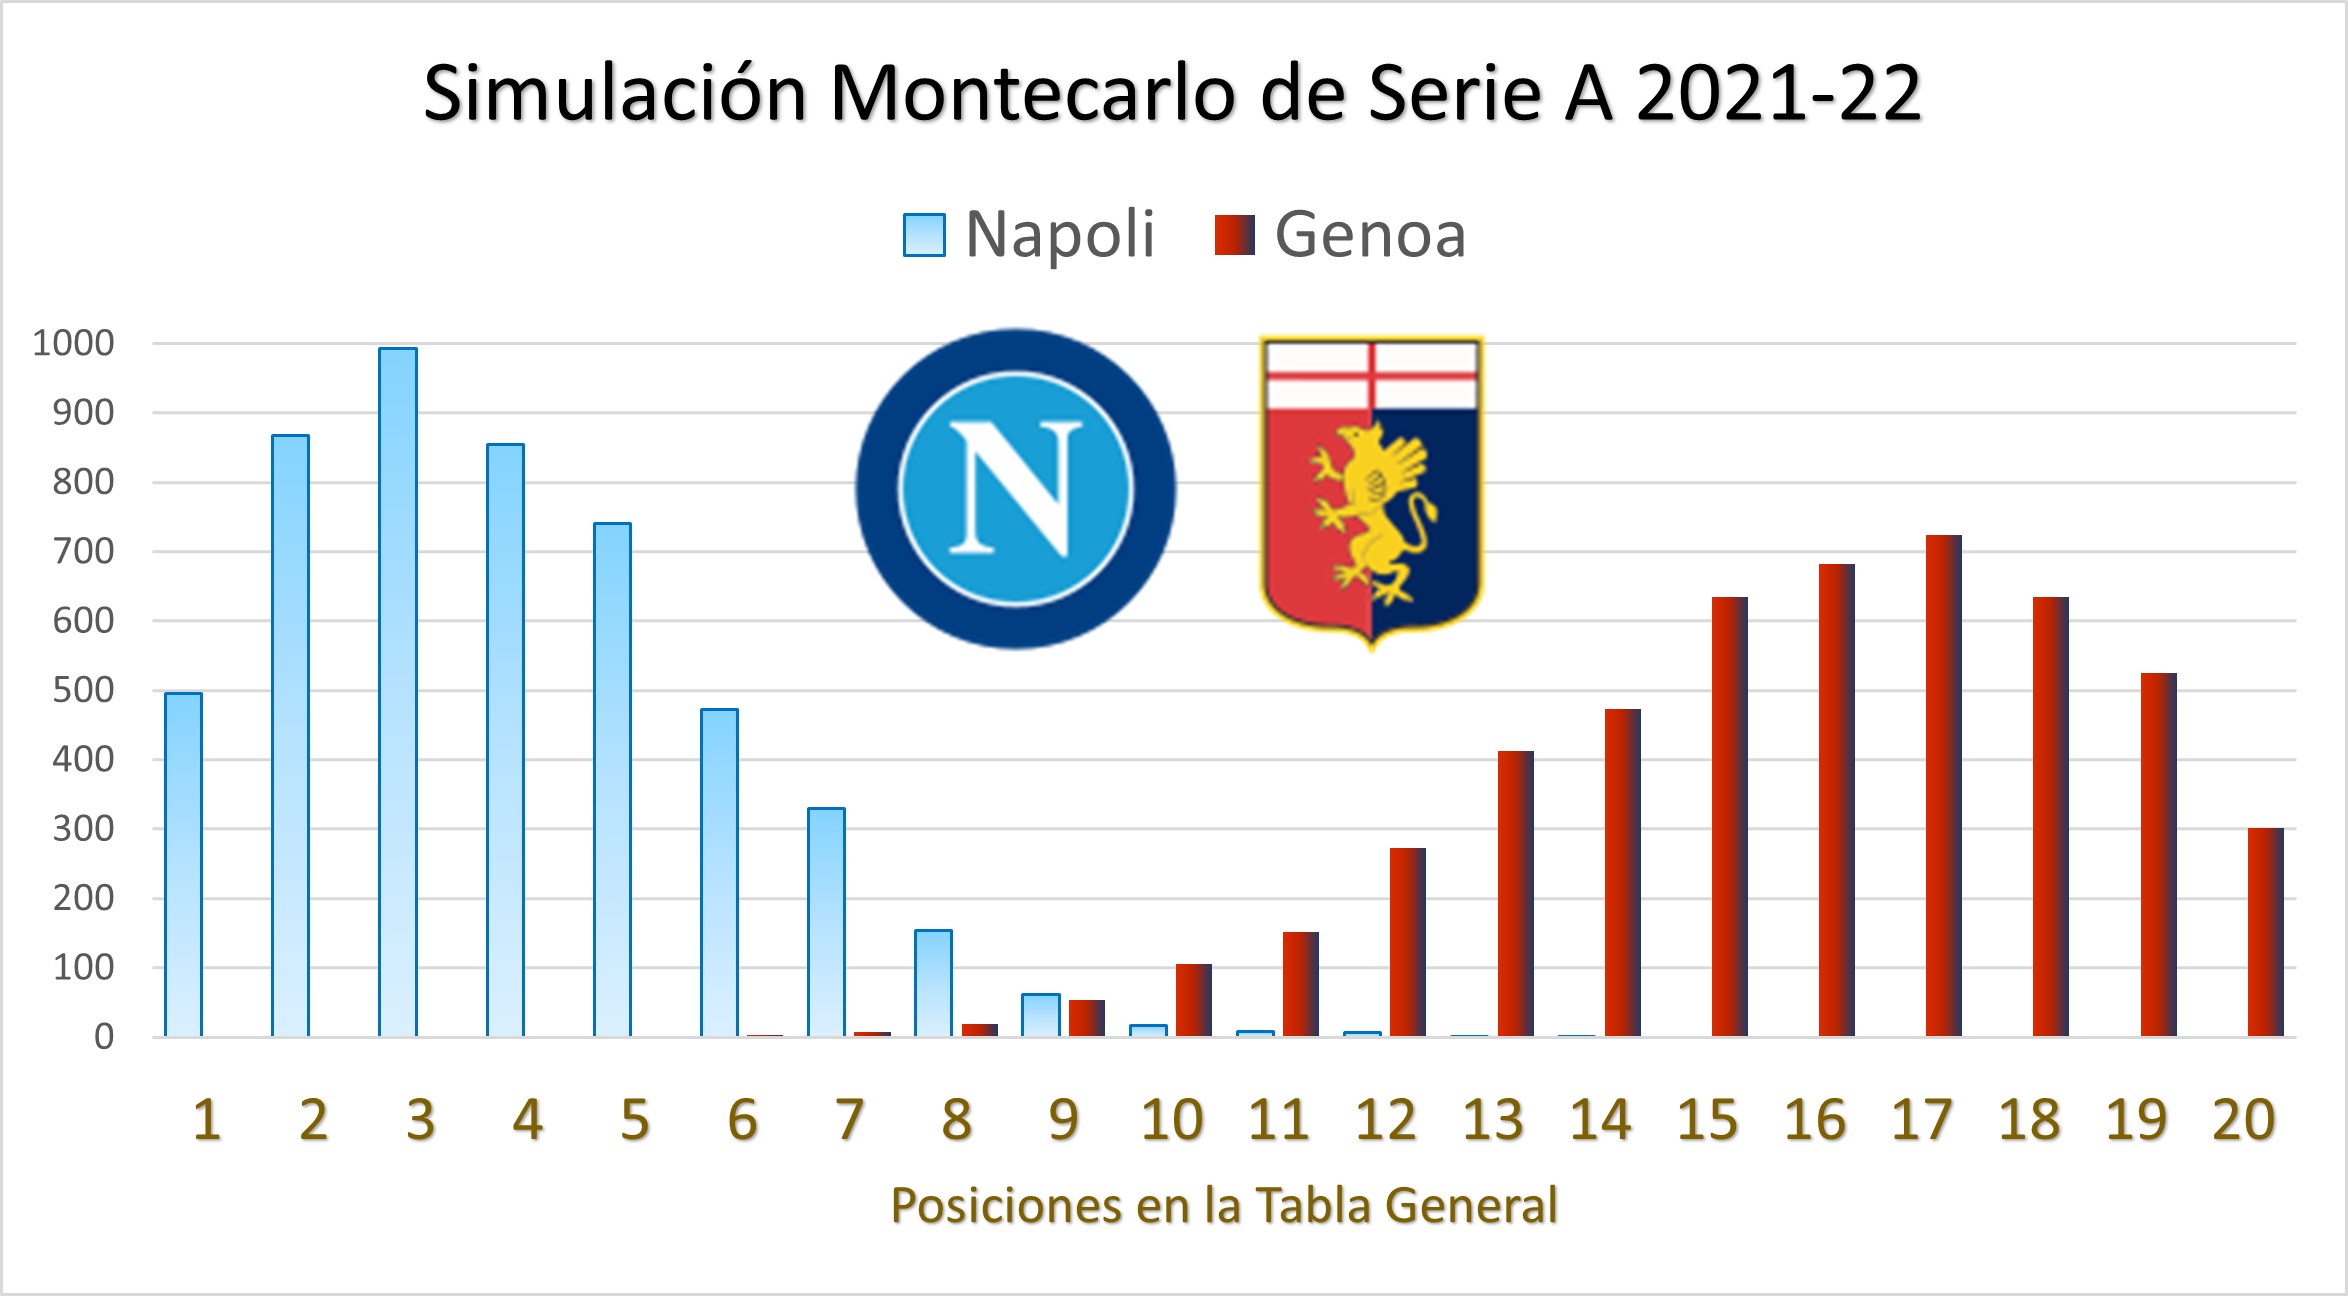 Simulación Montecarlo de Serie A 2021-22
Napoli Genoa
1000
900
800
700
600
500
400
300
200
100
0
N
1 2 3 4 5 6 7 8 9 10 11 12 13 14 15 16 17 18 19 20
Posiciones en la Tabla General